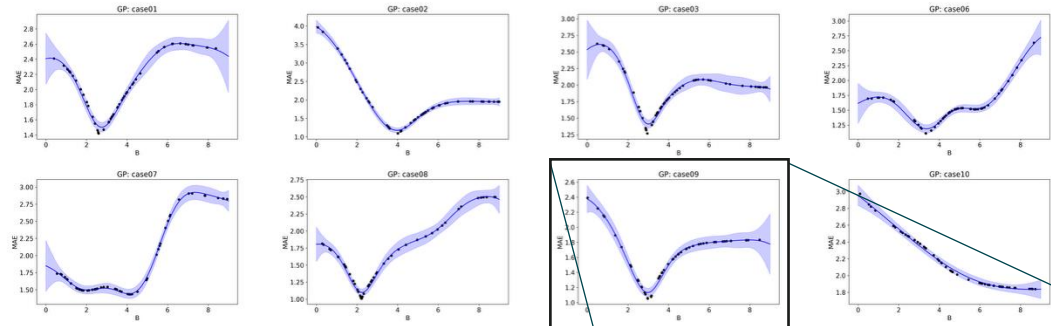 GP: case01
GP: case02
GP: case03
GP: case06
2.8
2.6
2.4
2.2
2.0
1.8
1.6
1.4
MAE
0 2 4 6 8
B
4.0
3.5
3.0
2.5
2.0
1.5
1.0
MAE
0 2 4 6 8
B
3.00
2.75
2.50
2.25
2.00
1.75
1.50
1.25
MAE
0 2 4 6 8
B
2.75
2.50
2.25
2.00
1.75
1.50
1.25
MAE
0 2 4 6 8
B
GP: case07
GP: case08
GP: case09
GP: case10
3.00
2.75
2.50
2.25
2.00
1.75
1.50
MAE
0 2 4 6 8
B
2.50
2.25
2.00
1.75
1.50
1.25
1.00
MAE
0 2 4 6 8
B
2.6
2.4
2.2
2.0
1.8
1.6
1.4
1.2
1.0
MAE
0 2 4 6 8
B
3.0
2.8
2.6
2.4
2.2
2.0
1.8
MAE
0 2 4 6 8
B